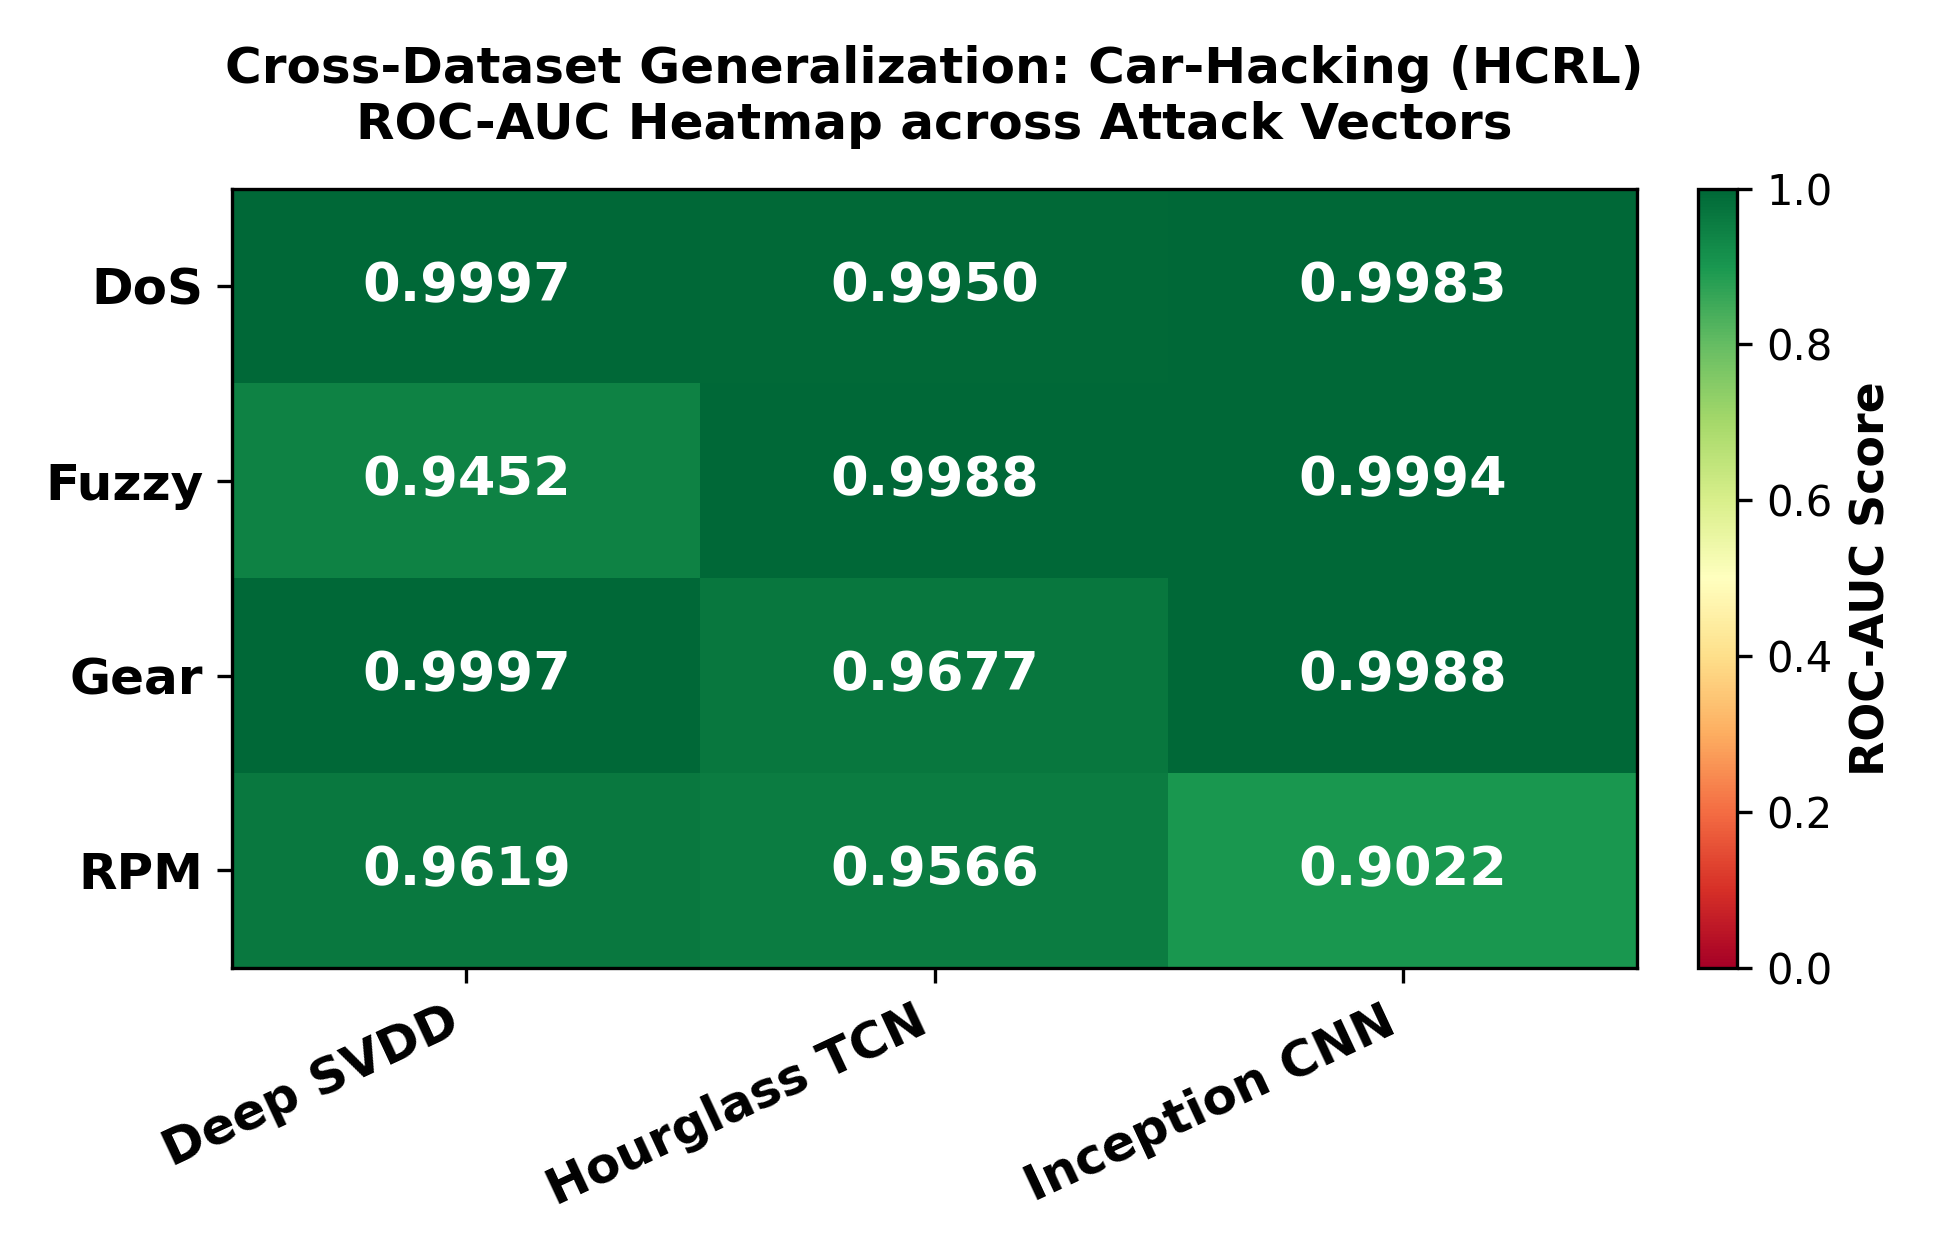 Cross-Dataset Generalization: Car-Hacking (HCRL)
ROC-AUC Heatmap across Attack Vectors
DoS 0.9997 0.9950 0.9983
Fuzzy 0.9452 0.9988 0.9994
Gear 0.9997 0.9677 0.9988
RPM 0.9619 0.9566 0.9022
Deep SVDD Hourglass TCN Inception CNN
1.0
0.8
0.6
0.4
0.2
0.0
ROC-AUC Score